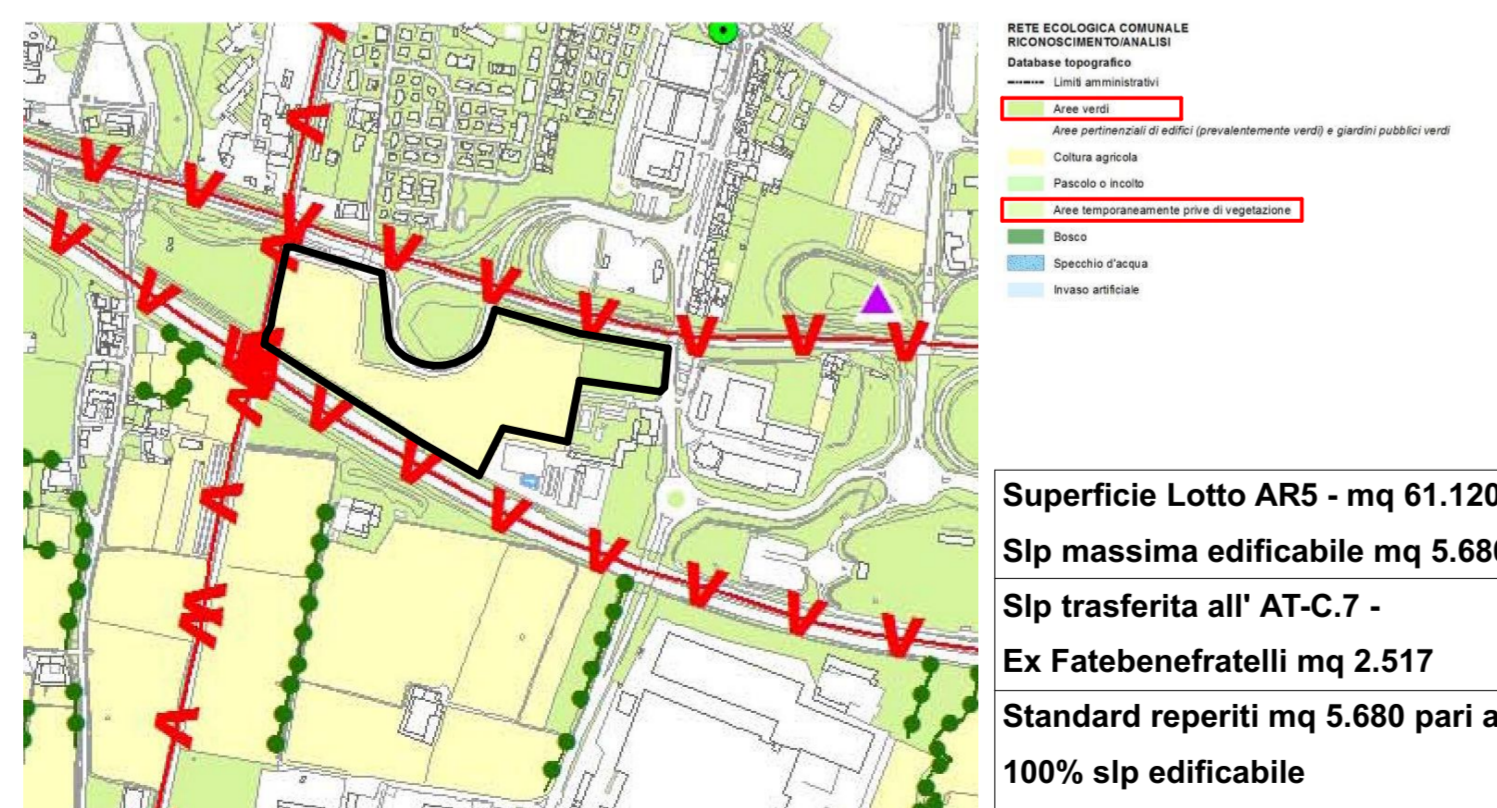 RETE ECOLOGICA COMUNALE
RICONOSCIMENTO/ANALISI
Database topografico
Limiti amministrativi
Aree verdi
Aree pertinenziali di edifici (prevalentemente verdi) e giardini pubblici verdi
Coltura agricola
Pascolo o incolto
Aree temporaneamente prive di vegetazione
Bosco
Specchio d'acqua
Invaso artificiale
Superficie Lotto AR5 - mq 61.120
Slp massima edificabile mq 5.680
Slp trasferita all' AT-C.7 -
Ex Fatebenefratelli mq 2.517
Standard reperiti mq 5.680 pari a
100% slp edificabile